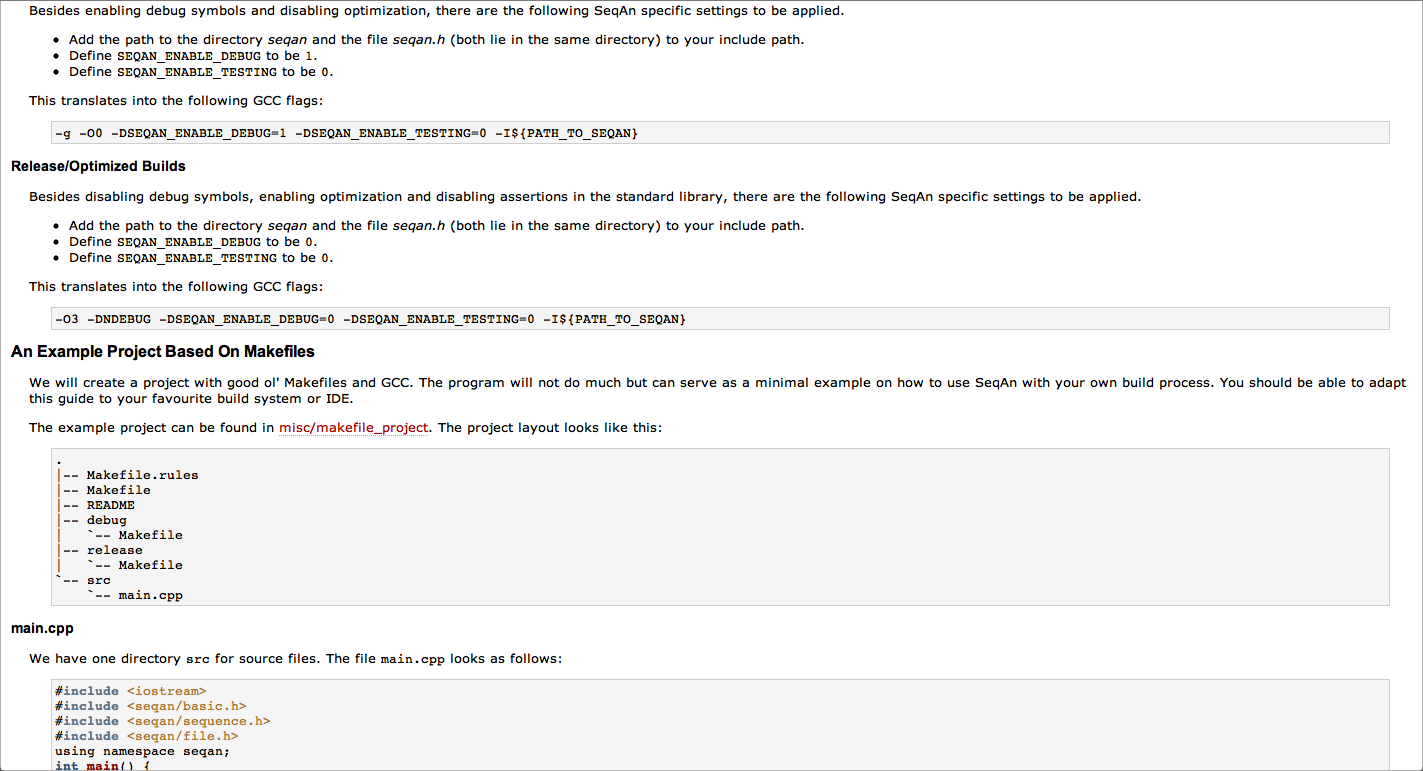 Besides enabling debug symbols and disabling optimization, there are the following SeqAn specific settings to be applied.
• Add the path to the directory seqan and the file seqan.h (both lie in the same directory) to your include path.
• Define SEQAN_ENABLE_DEBUG to be 1.
• Define SEQAN_ENABLE_TESTING to be 0.
This translates into the following GCC flags:
-g -O0 -DSEQAN_ENABLE_DEBUG=1 -DSEQAN_ENABLE_TESTING=0 -I${PATH_TO_SEQAN}
Release/Optimized Builds
Besides disabling debug symbols, enabling optimization and disabling assertions in the standard library, there are the following SeqAn specific settings to be applied.
• Add the path to the directory seqan and the file seqan.h (both lie in the same directory) to your include path.
• Define SEQAN_ENABLE_DEBUG to be 0.
• Define SEQAN_ENABLE_TESTING to be 0.
This translates into the following GCC flags:
-O3 -DNDEBUG -DSEQAN_ENABLE_DEBUG=0 -DSEQAN_ENABLE_TESTING=0 -I${PATH_TO_SEQAN}
An Example Project Based On Makefiles
We will create a project with good ol' Makefiles and GCC. The program will not do much but can serve as a minimal example on how to use SeqAn with your own build process. You should be able to adapt
this guide to your favourite build system or IDE.
The example project can be found in misc/makefile_project. The project layout looks like this:
.
|-- Makefile.rules
|-- Makefile
|-- README
|-- debug
|   `-- Makefile
|-- release
|   `-- Makefile
`-- src
    `-- main.cpp
main.cpp
We have one directory src for source files. The file main.cpp looks as follows:
#include <iostream>
#include <seqan/basic.h>
#include <seqan/sequence.h>
#include <seqan/file.h>
using namespace seqan;
int main() {